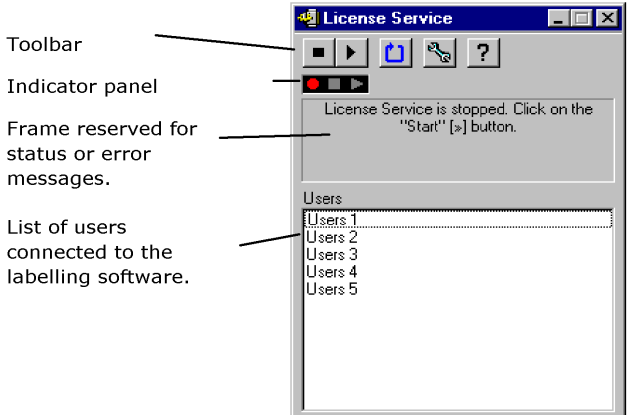 License Service
Toolbar
?
Indicator panel
Frame reserved for
status or error
messages.
License Service is stopped. Click on the
"Start" [»] button.
List of users
connected to the
labelling software.
Users
Users 1
Users 2
Users 3
Users 4
Users 5